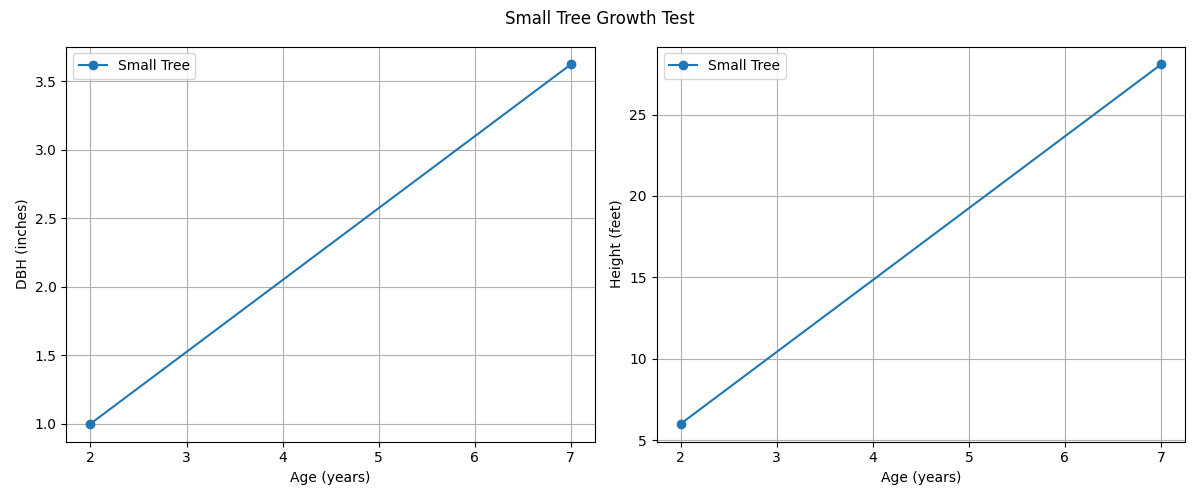 Small Tree Growth Test
Small Tree
3.5
3.0
2.5
2.0
1.5
1.0
DBH (inches)
2 3 4 5 6 7
Age (years)
Small Tree
25
20
15
10
5
Height (feet)
2 3 4 5 6 7
Age (years)